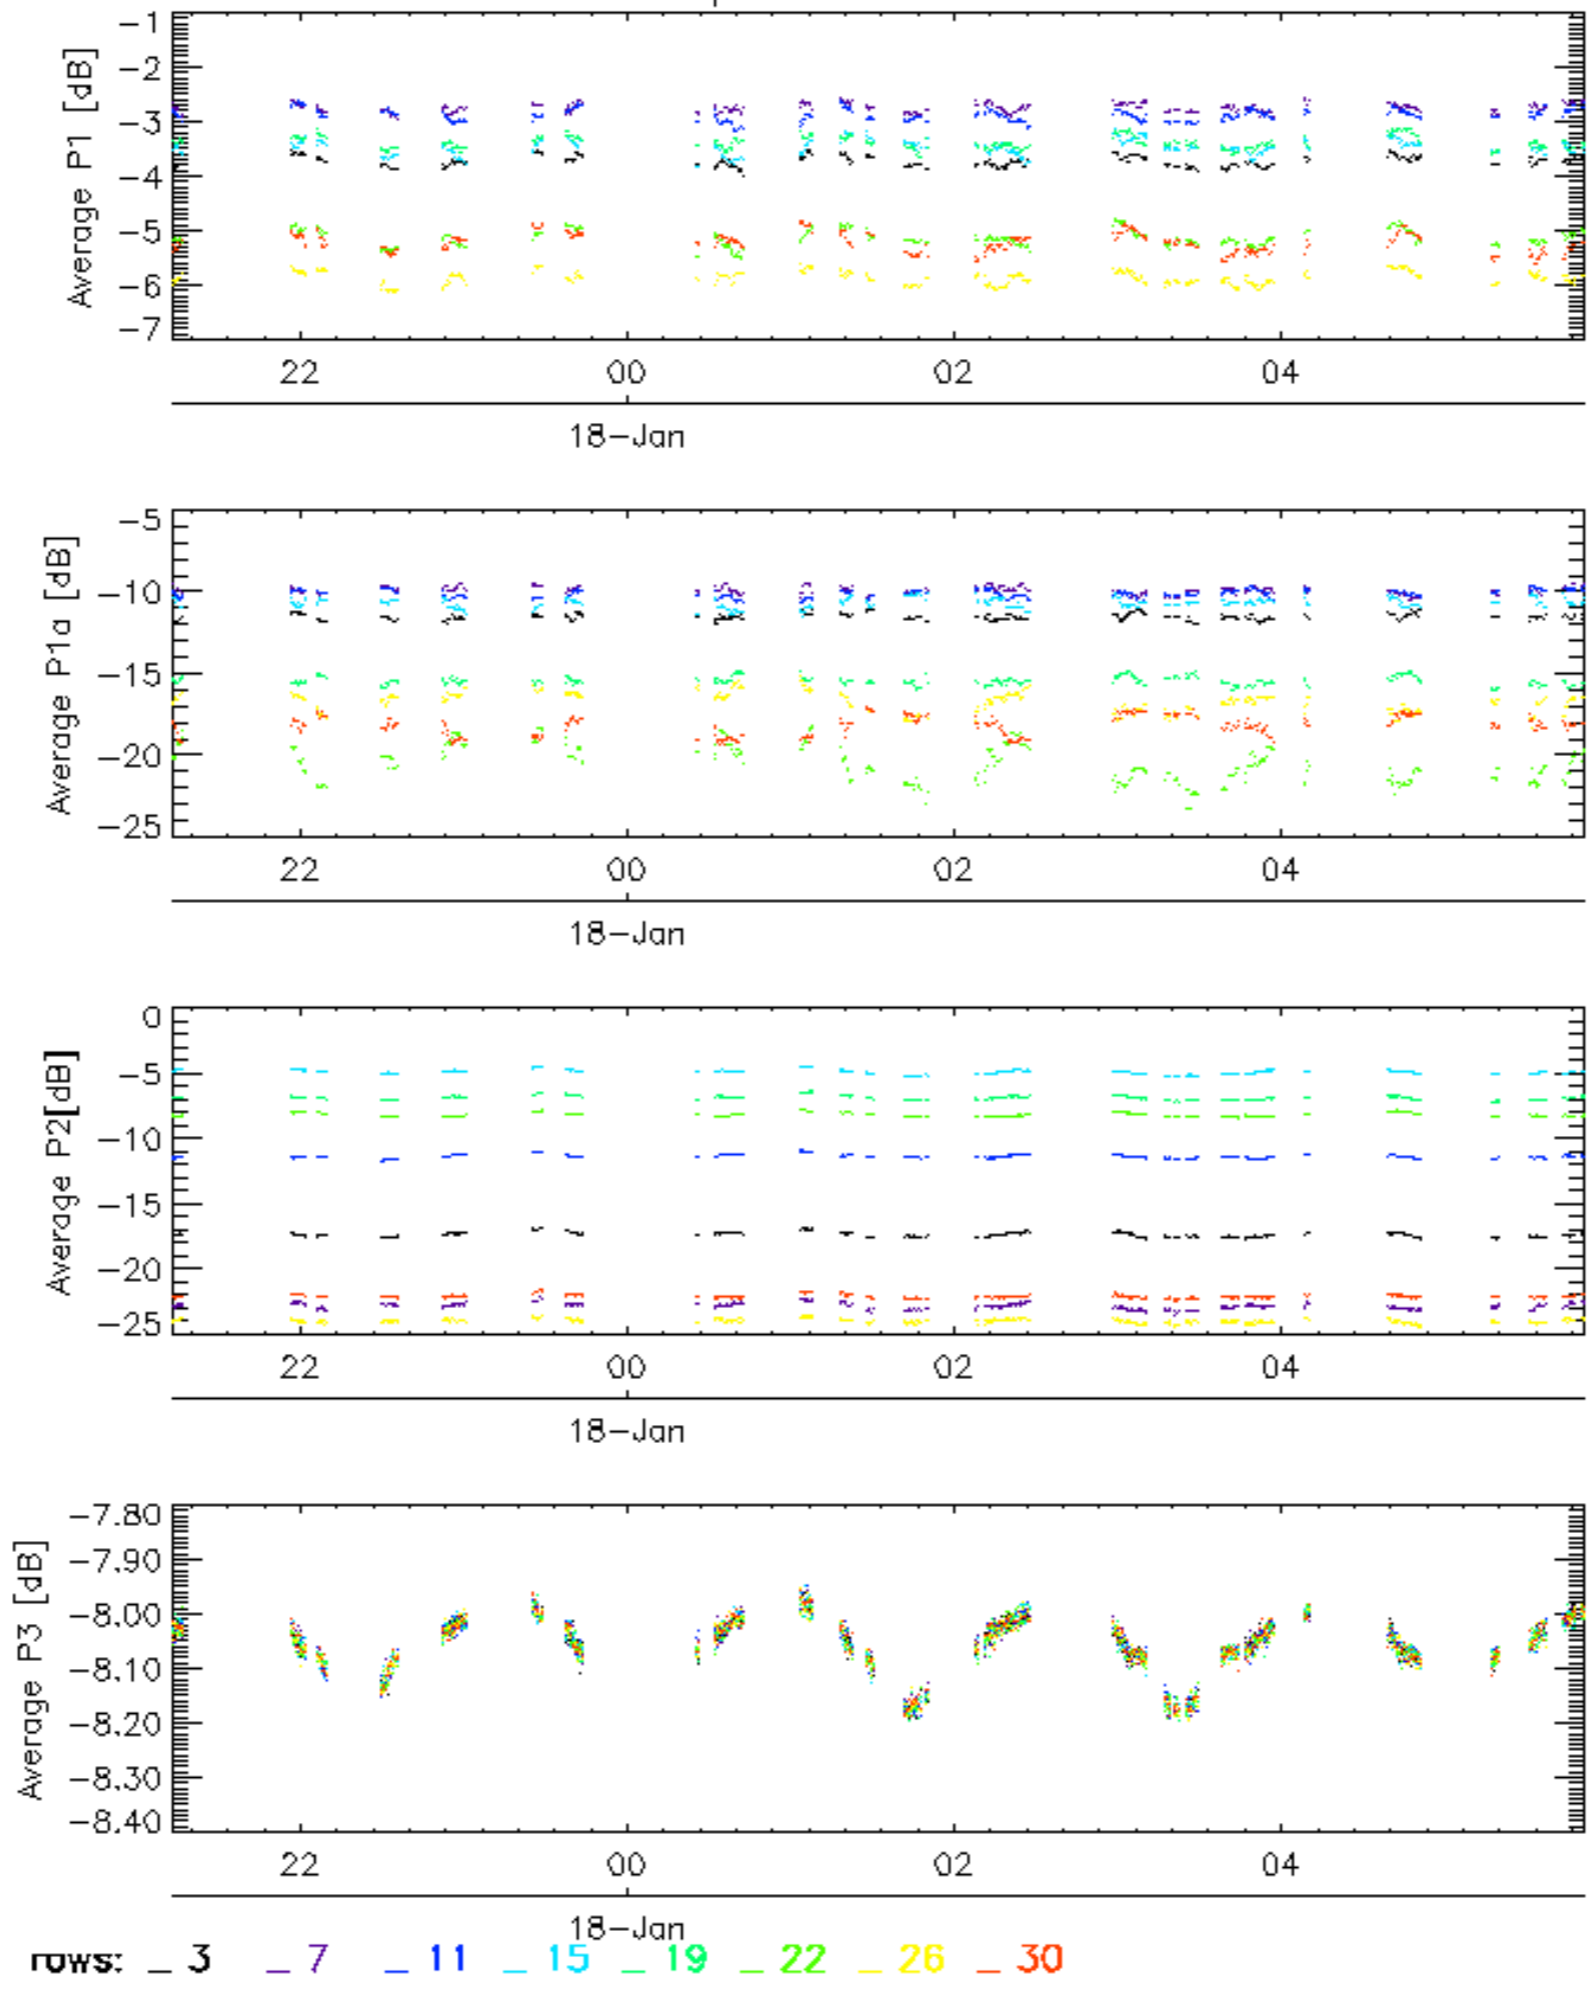 Average P1 [dB]
-1
-2
-3
-4
-5
-6
-7
22 00 02 04
18-Jan
Average P1a [dB]
-5
-10
-15
-20
-25
22 00 02 04
18-Jan
Average P2[dB]
0
-5
-10
-15
-20
-25
22 00 02 04
18-Jan
Average P3 [dB]
-7.80
-7.90
-8.00
-8.10
-8.20
-8.30
-8.40
22 00 02 04
18-Jan
rows: _ 3 _ 7 _ 11 _ 15 _ 19 _ 22 _ 26 _ 30